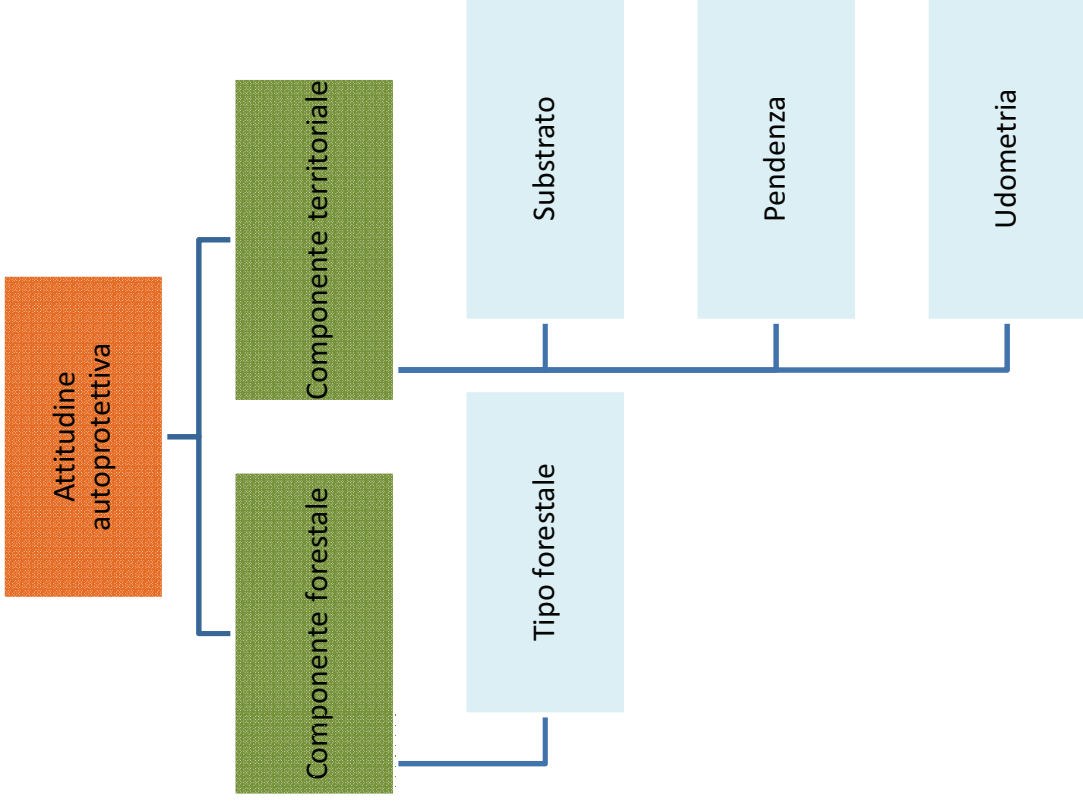 Attitudine
autoprotettiva
Componente forestale
Componente territoriale
Tipo forestale
Substrato
Pendenza
Udometria